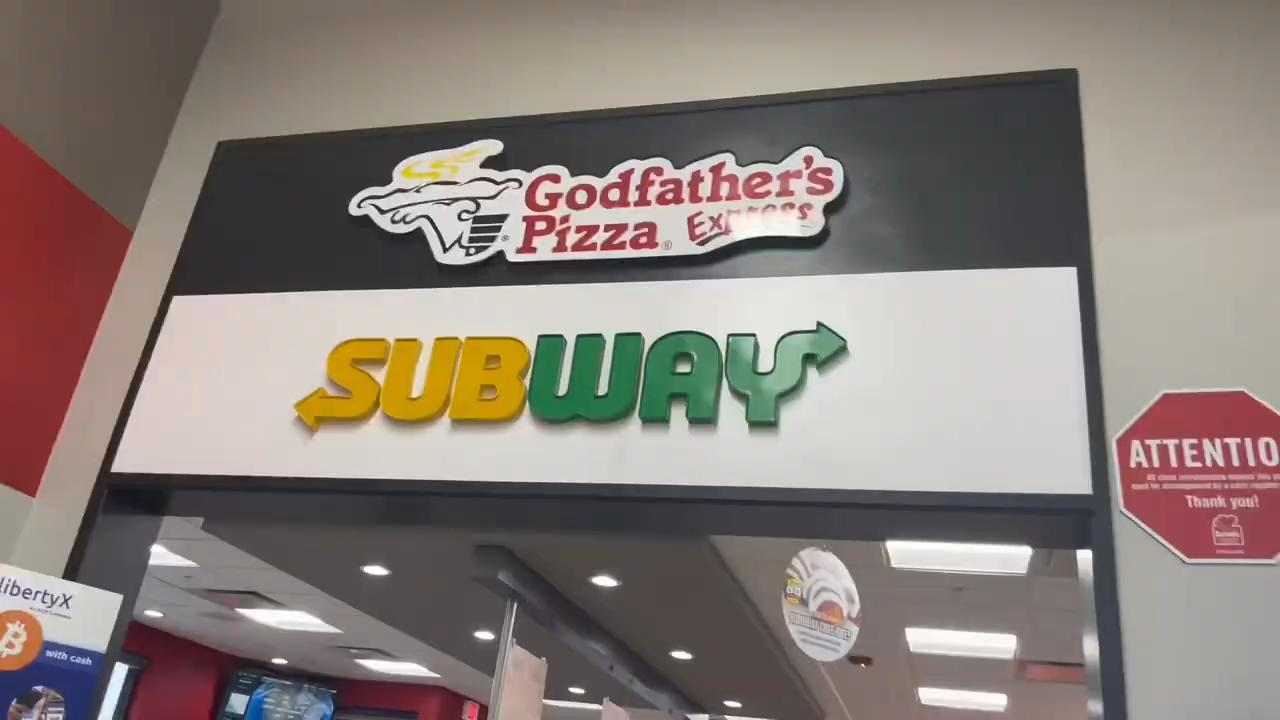 Godfather's
Pizza® Express
SUBWAY
ATTENTIO
Thank you!
libertyX
with cash